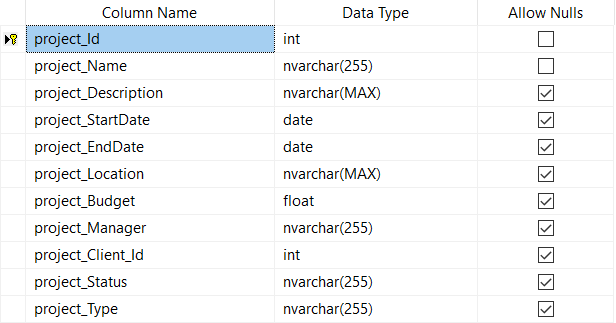 Column Name Data Type Allow Nulls
project_Id int
project_Name nvarchar(255)
project_Description nvarchar(MAX)
project_StartDate date
project_EndDate date
project_Location nvarchar(MAX)
project_Budget float
project_Manager nvarchar(255)
project_Client_Id int
project_Status nvarchar(255)
project_Type nvarchar(255)